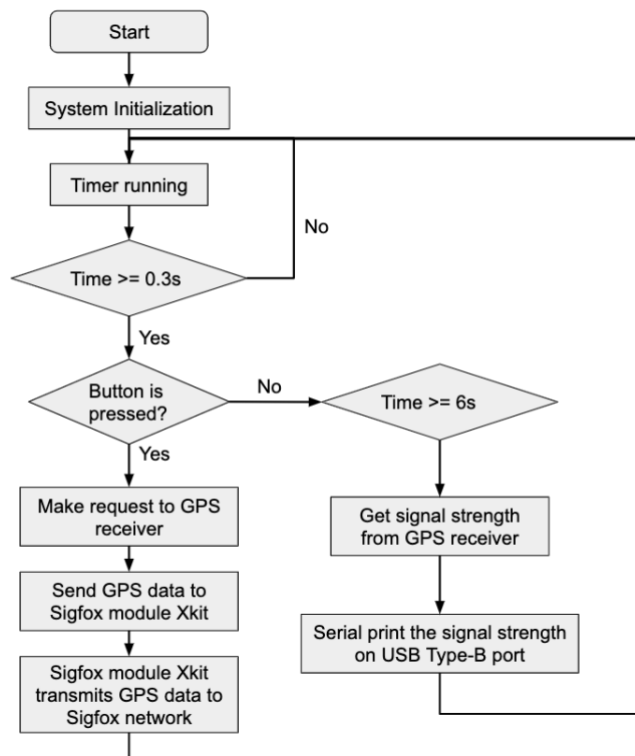 Start
System Initialization
Timer running
No
Time >= 0.3s
Yes
Button is
pressed?
No
Time >= 6s
Yes
Make request to GPS
receiver
Get signal strength
from GPS receiver
Send GPS data to
Sigfox module Xkit
Serial print the signal strength
on USB Type-B port
Sigfox module Xkit
transmits GPS data to
Sigfox network